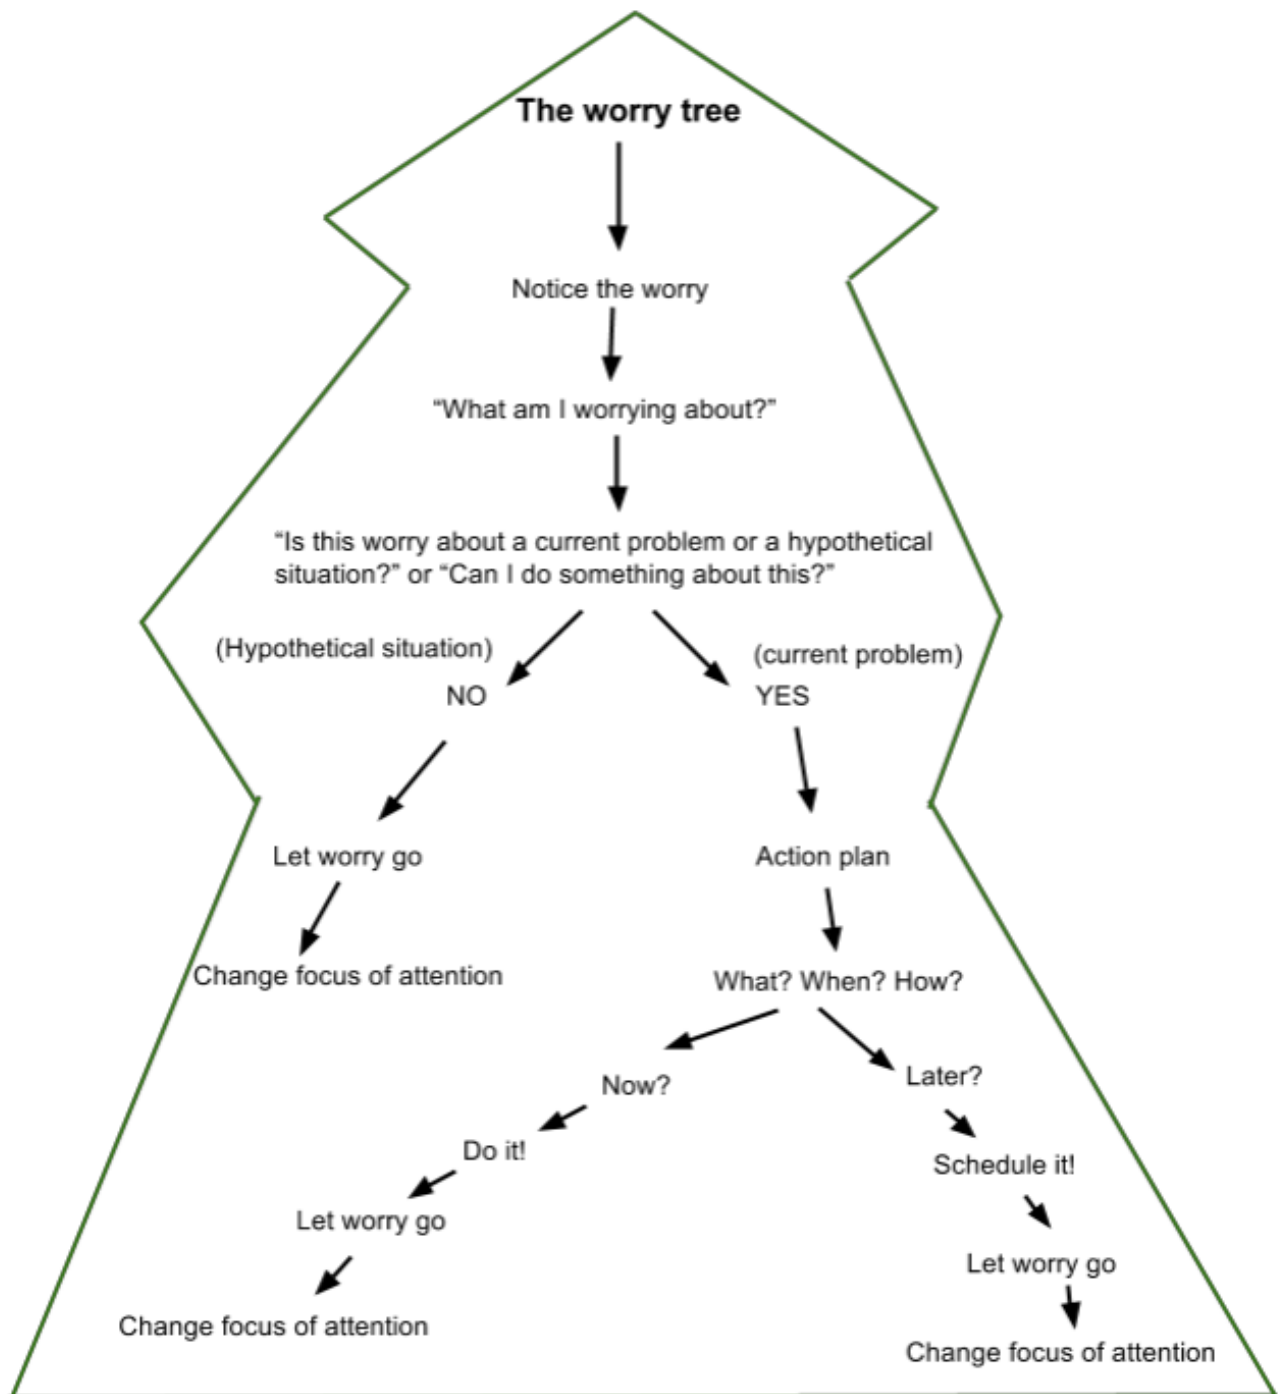 The worry tree
Notice the worry
“What am I worrying about?”
“Is this worry about a current problem or a hypothetical
situation?” or “Can I do something about this?”
(Hypothetical situation)
NO
(current problem)
YES
Let worry go
Change focus of attention
Action plan
What? When? How?
Now?
Do it!
Let worry go
Change focus of attention
Later?
Schedule it!
Let worry go
Change focus of attention